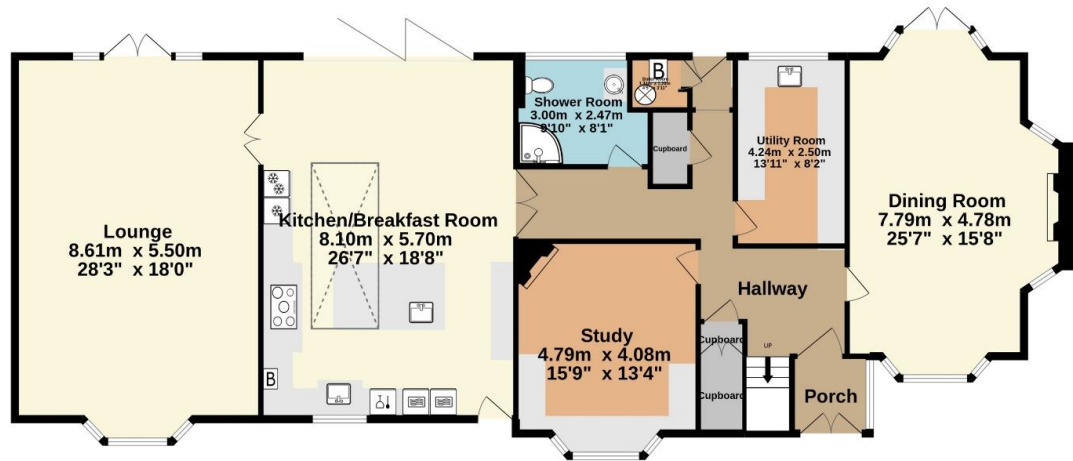 Lounge
8.61m x 5.50m
28'3" x 18'0"
Kitchen/Breakfast Room
8.10m x 5.70m
26'7" x 18'8"
B
Shower Room
3.00m x 2.47m
9'10" x 8'1"
B
Cupboard
Utility Room
4.24m x 2.50m
13'11" x 8'2"
Dining Room
7.79m x 4.78m
25'7" x 15'8"
Hallway
Study
4.79m x 4.08m
15'9" x 13'4"
Cupboard
Cupboard
UP
Porch